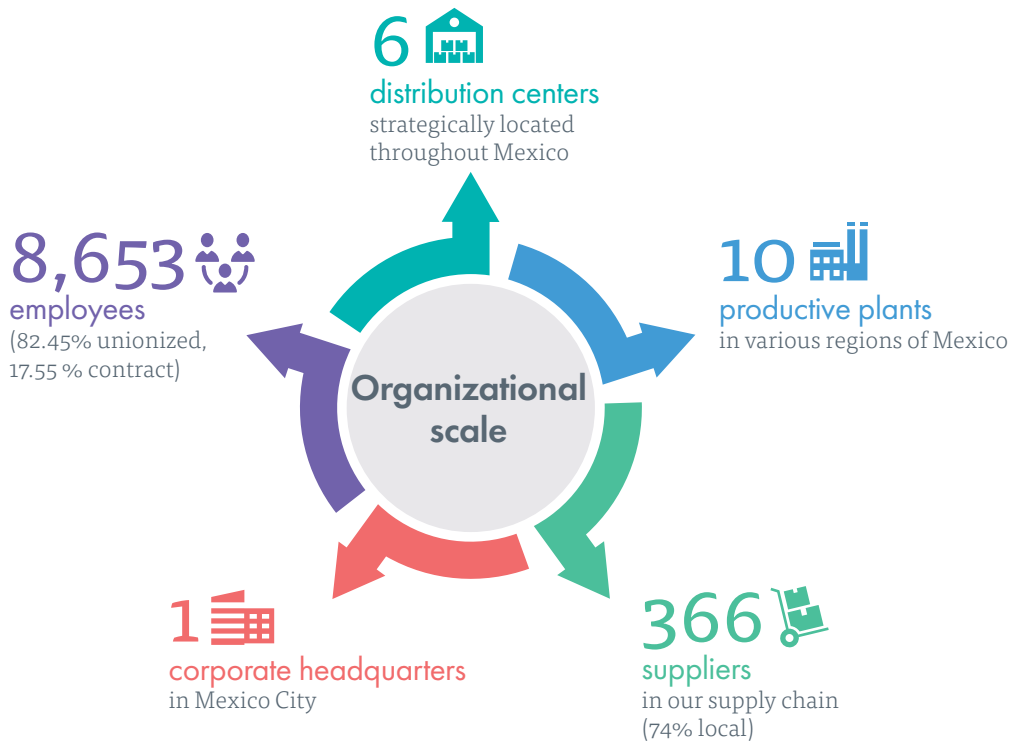 6
distribution centers
strategically located
throughout Mexico
8,653
employees
(82.45% unionized,
17.55 % contract)
10
productive plants
in various regions of Mexico
Organizational
scale
1
corporate headquarters
in Mexico City
366
suppliers
in our supply chain
(74% local)